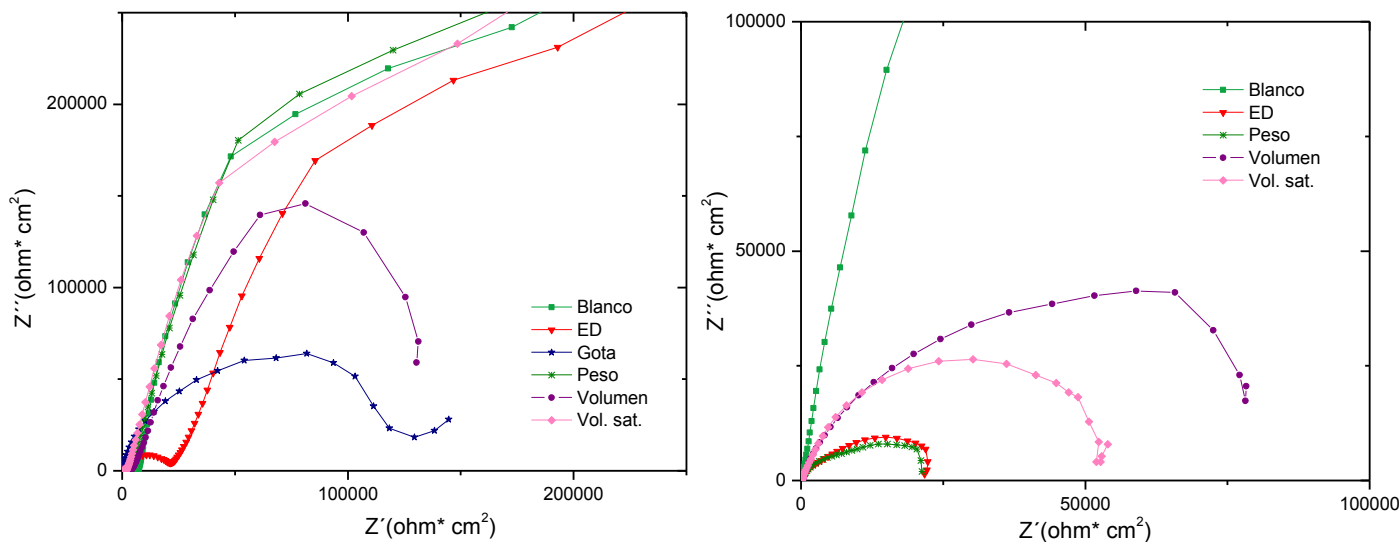 200000
100000
0
0
100000
200000
Z´´(ohm* cm²)
Z´(ohm* cm²)
Blanco
ED
Gota
Peso
Volumen
Vol. sat.
100000
50000
0
0
50000
100000
Z´´(ohm* cm²)
Z´(ohm* cm²)
Blanco
ED
Peso
Volumen
Vol. sat.